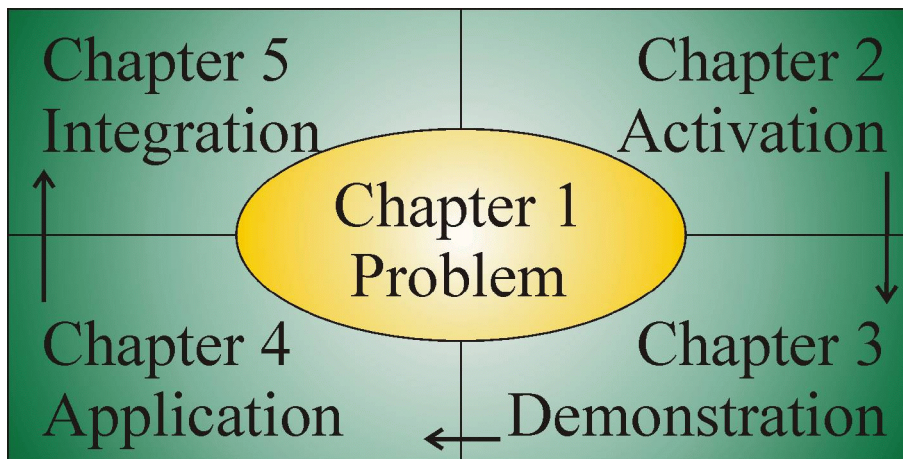 Chapter 5
Integration
Chapter 2
Activation
Chapter 1
Problem
Chapter 4
Application
Chapter 3
Demonstration